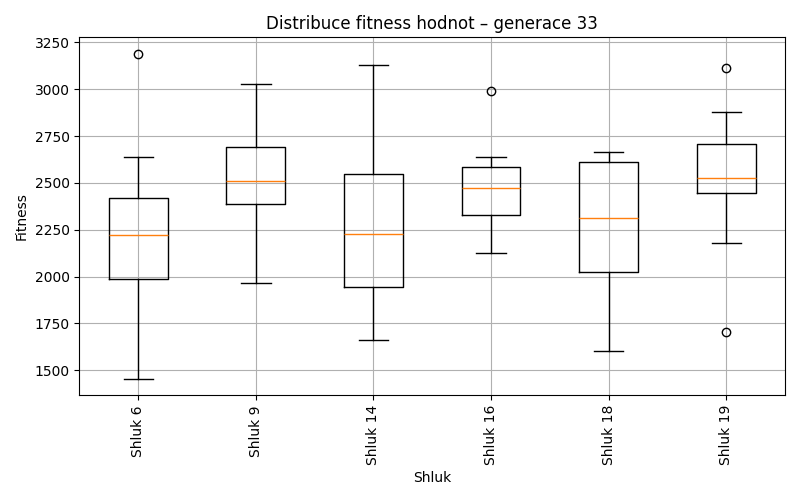 Distribuce fitness hodnot – generace 33
Fitness
3250
3000
2750
2500
2250
2000
1750
1500
Shluk 6
Shluk 9
Shluk 14
Shluk 16
Shluk 18
Shluk 19
Shluk